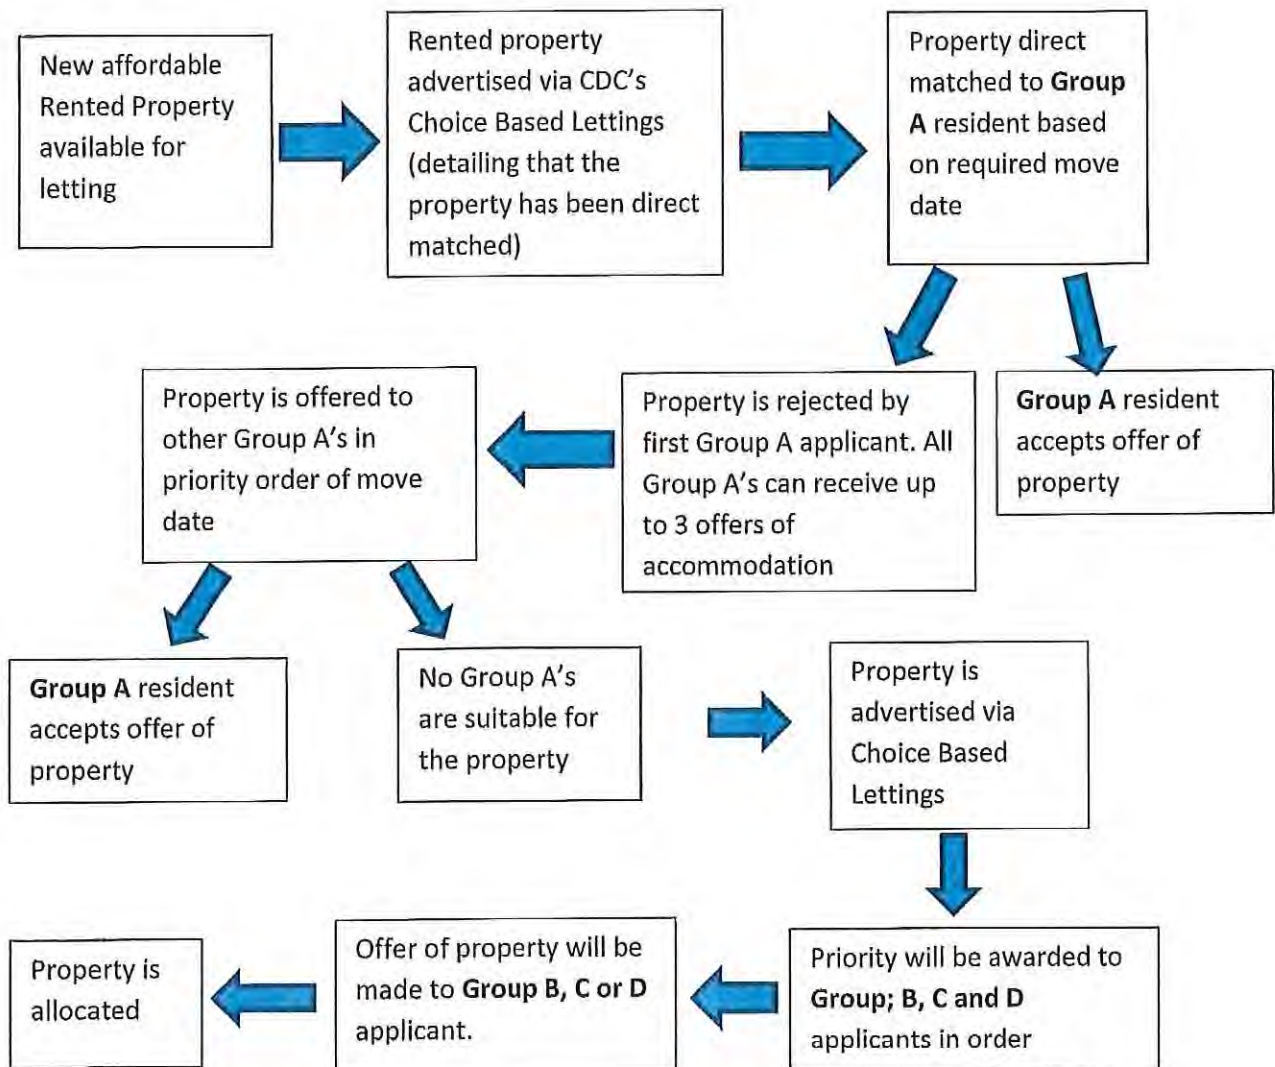 New affordable
Rented Property
available for
letting
Rented property
advertised via CDC's
Choice Based Lettings
(detailing that the
property has been direct
matched)
Property direct
matched to Group
A resident based
on required move
date
Property is offered to
other Group A's in
priority order of move
date
Property is rejected by
first Group A applicant. All
Group A's can receive up
to 3 offers of
accommodation
Group A resident
accepts offer of
property
Group A resident
accepts offer of
property
No Group A's
are suitable for
the property
Property is
advertised via
Choice Based
Lettings
Property is
allocated
Offer of property will be
made to Group B, C or D
applicant.
Priority will be awarded to
Group; B, C and D
applicants in order